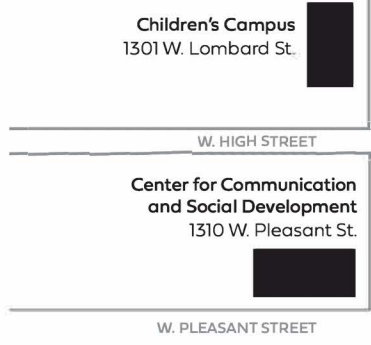 Children's Campus
1301 W. Lombard St.
W. HIGH STREET
Center for Communication
and Social Development
1310 W. Pleasant St.
W. PLEASANT STREET